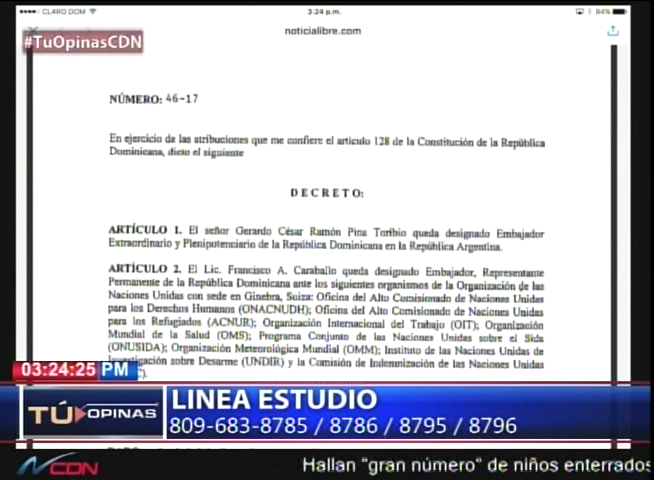 CLARO DOM
3:24 p.m.
94%
#TuOpinasCDN
noticialibre.com
NÚMERO: 46-17
En ejercicio de las atribuciones que me confiere el artículo 128 de la Constitución de la República
Dominicana, dicto el siguiente
DECRETO:
ARTÍCULO 1. El señor Gerardo César Ramón Pina Toribio queda designado Embajador
Extraordinario y Plenipotenciario de la República Dominicana en la República Argentina.
ARTÍCULO 2. El Lic. Francisco A. Caraballo queda designado Embajador, Representante
Permanente de la República Dominicana ante los siguientes organismos de la Organización de las
Naciones Unidas con sede en Ginebra, Suiza: Oficina del Alto Comisionado de Naciones Unidas
para los Derechos Humanos (ONACNUDH); Oficina del Alto Comisionado de Naciones Unidas
para los Refugiados (ACNUR); Organización Internacional del Trabajo (OIT); Organización
Mundial de la Salud (OMS); Programa Conjunto de las Naciones Unidas sobre el Sida
(ONUSIDA); Organización Meteorológica Mundial (OMM); Instituto de las Naciones Unidas de
Investigación sobre Desarme (UNDIR) y la Comisión de Indemnización de las Naciones Unidas
03:24:25 PM
TÚ OPINAS
LINEA ESTUDIO
809-683-8785 / 8786 / 8795 / 8796
CDN
Hallan "gran número" de niños enterrados